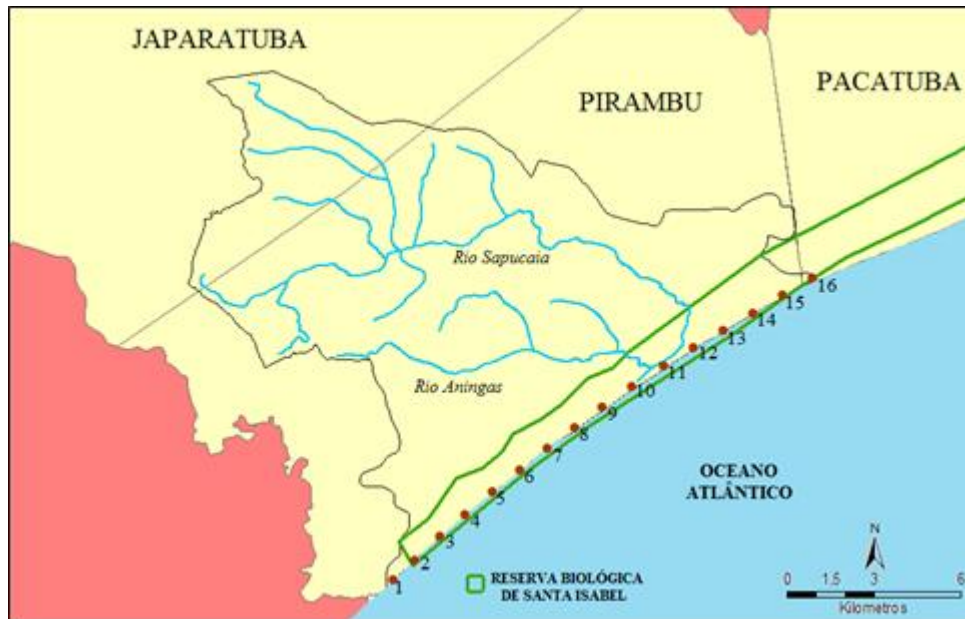 JAPARATUBA
PIRAMBU
PACATUBA
Rio Sapucaia
Rio Aningas
16
15
14
13
12
11
10
9
8
7
6
5
4
3
2
1
OCEANO
ATLÂNTICO
RESERVA BIOLÓGICA
DE SANTA ISABEL
N
0 1,5 3 6
Kilometros